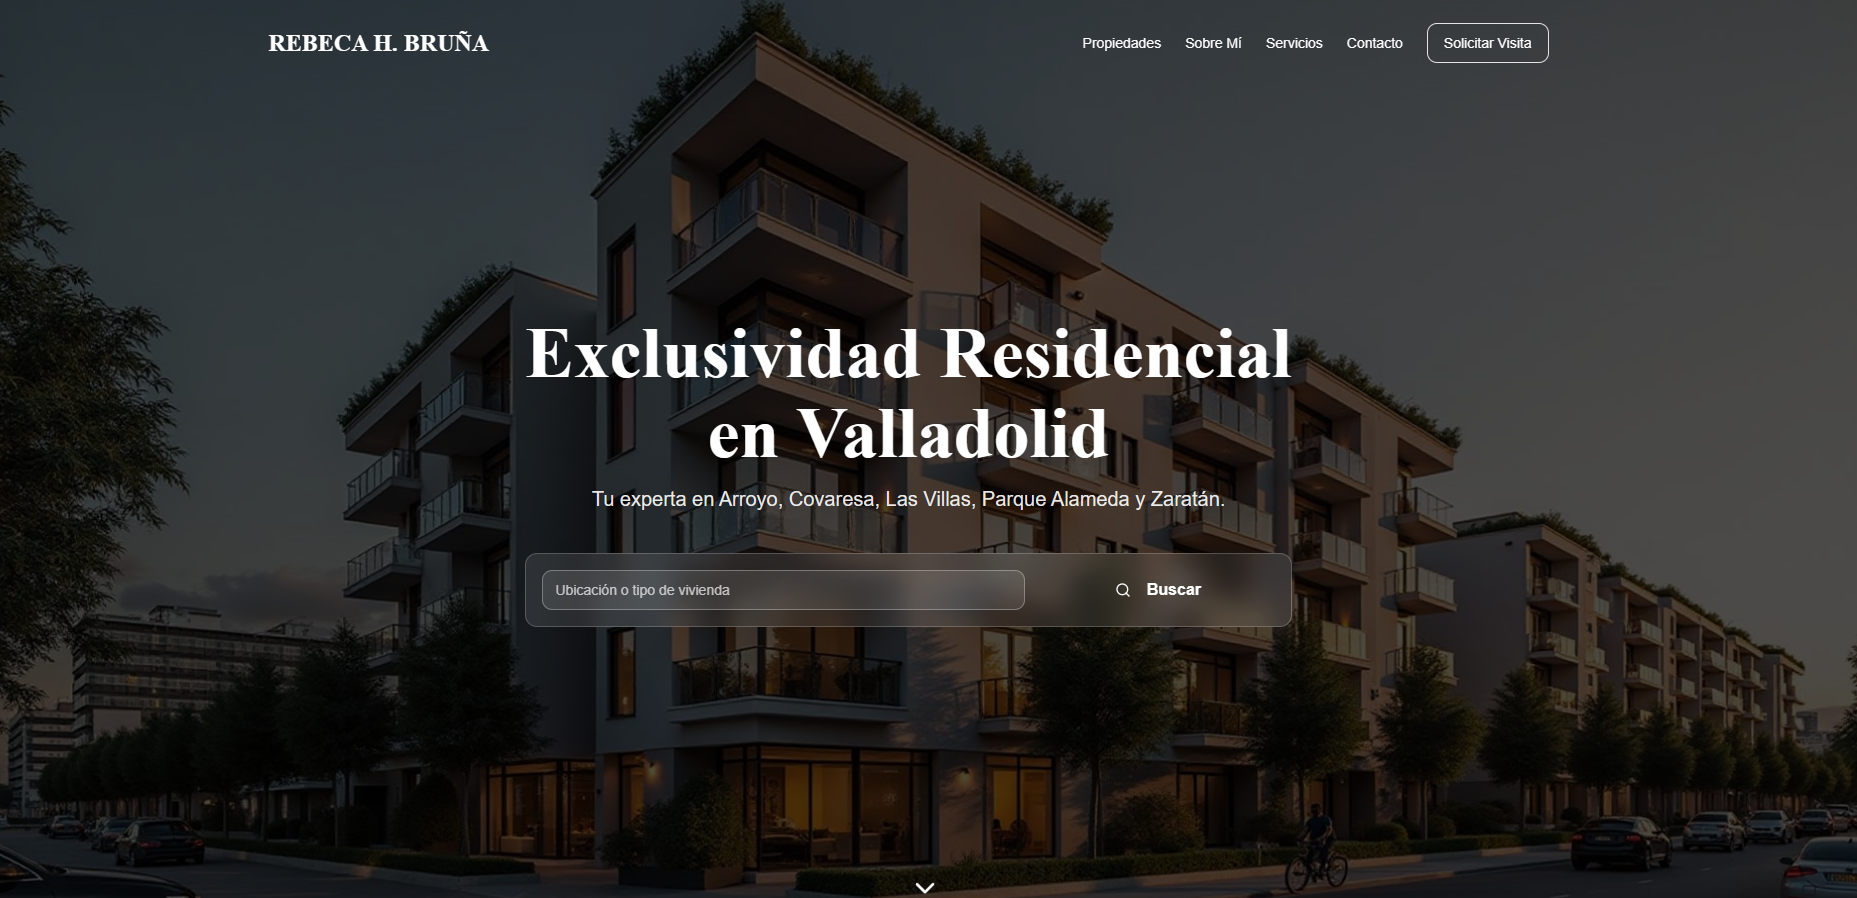 REBECA H. BRUÑA
Propiedades
Sobre Mí
Servicios
Contacto
Solicitar Visita
Exclusividad Residencial
en Valladolid
Tu experta en Arroyo, Covaresa, Las Villas, Parque Alameda y Zaratán.
Ubicación o tipo de vivienda
Buscar